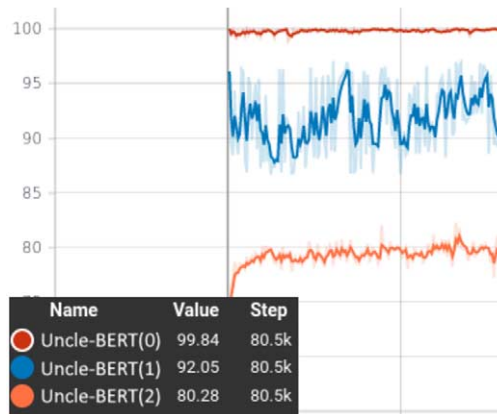 100
95
90
85
80
Name Value Step
Uncle-BERT(0) 99.84 80.5k
Uncle-BERT(1) 92.05 80.5k
Uncle-BERT(2) 80.28 80.5k